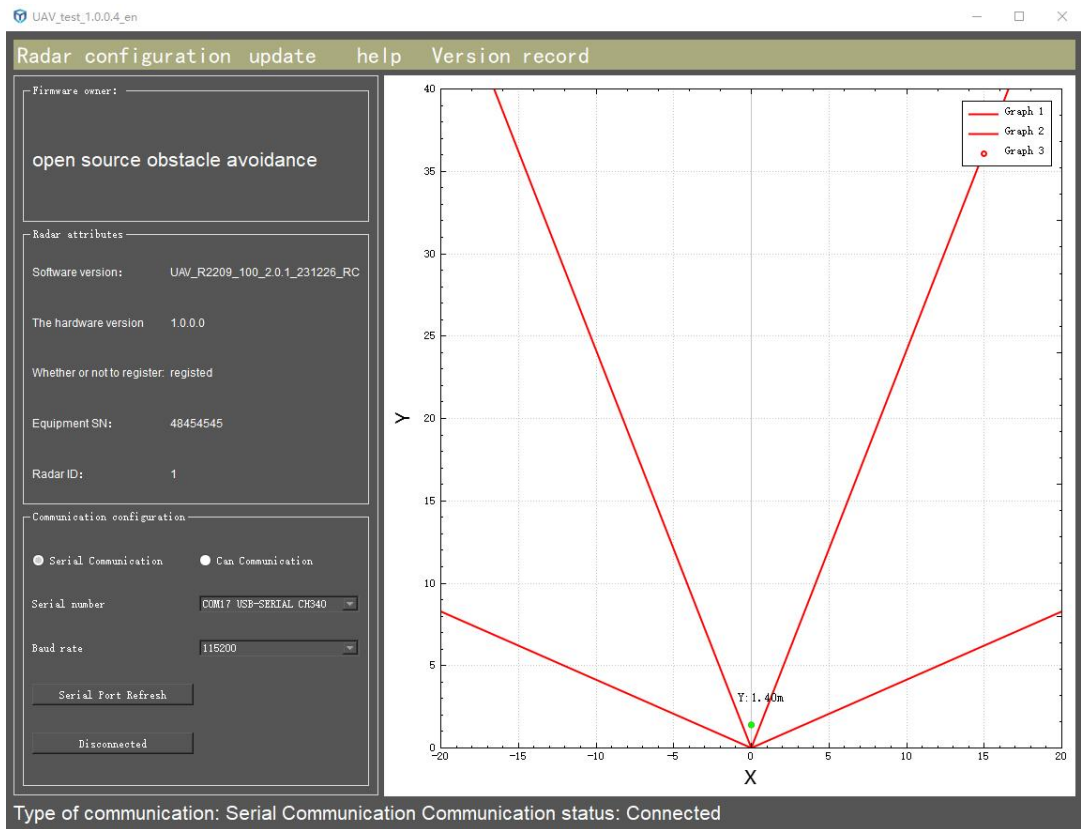 UAV_test_1.0.0.4_en
Radar configuration update help Version record
Firmware owner:
open source obstacle avoidance
Radar attributes
Software version: UAV_R2209_100_2.0.1_231226_RC
The hardware version 1.0.0.0
Whether or not to register: registed
Equipment SN: 48454545
Radar ID: 1
Communication configuration
Serial Communication Can Communication
Serial number COM17 USB-SERIAL CH340
Baud rate 115200
Serial Port Refresh
Disconnected
40
35
30
25
20
15
10
5
0
Y
Graph 1
Graph 2
Graph 3
Y:1.40m
-20 -15 -10 -5 0 5 10 15 20
X
Type of communication: Serial Communication Communication status: Connected